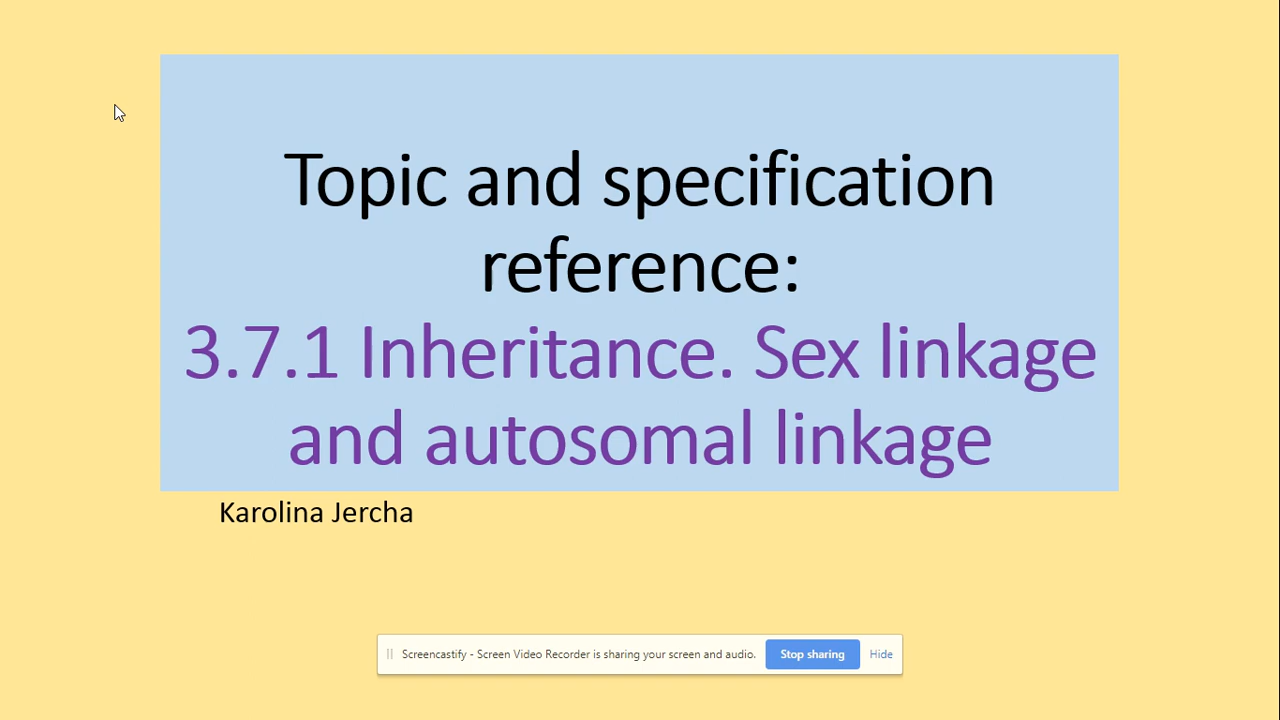 Topic and specification
reference:
3.7.1 Inheritance. Sex linkage
and autosomal linkage
Karolina Jercha
Screencastify - Screen Video Recorder is sharing your screen and audio. Stop sharing Hide